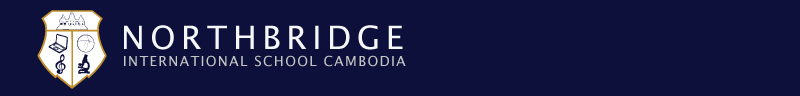 NORTHBRIDGE
INTERNATIONAL SCHOOL CAMBODIA